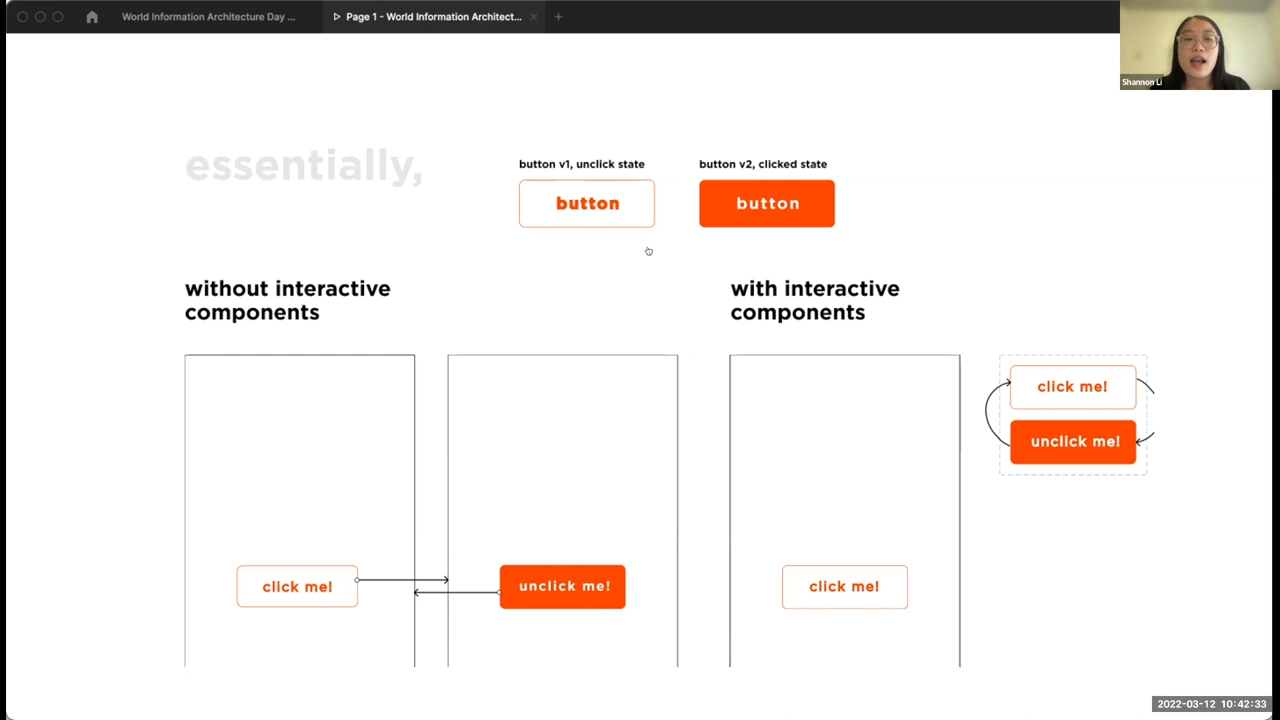 World Information Architecture Day ...
Page 1 - World Information Architect...
Shannon Li
essentially,
button v1, unclick state
button v2, clicked state
button
button
without interactive
components
with interactive
components
click me!
unclick me!
click me!
unclick me!
click me!
2022-03-12 10:42:33